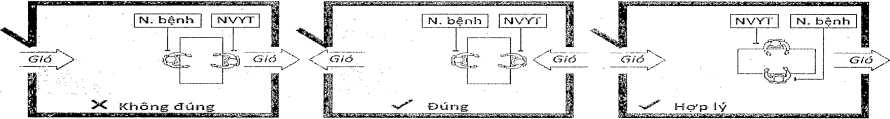 N. bệnh NVYT
Gió Gió
Không đúng
N. bệnh NVYT
Gió Gió
Đúng
NVYT N. bệnh
Gió Gió
Hợp lý